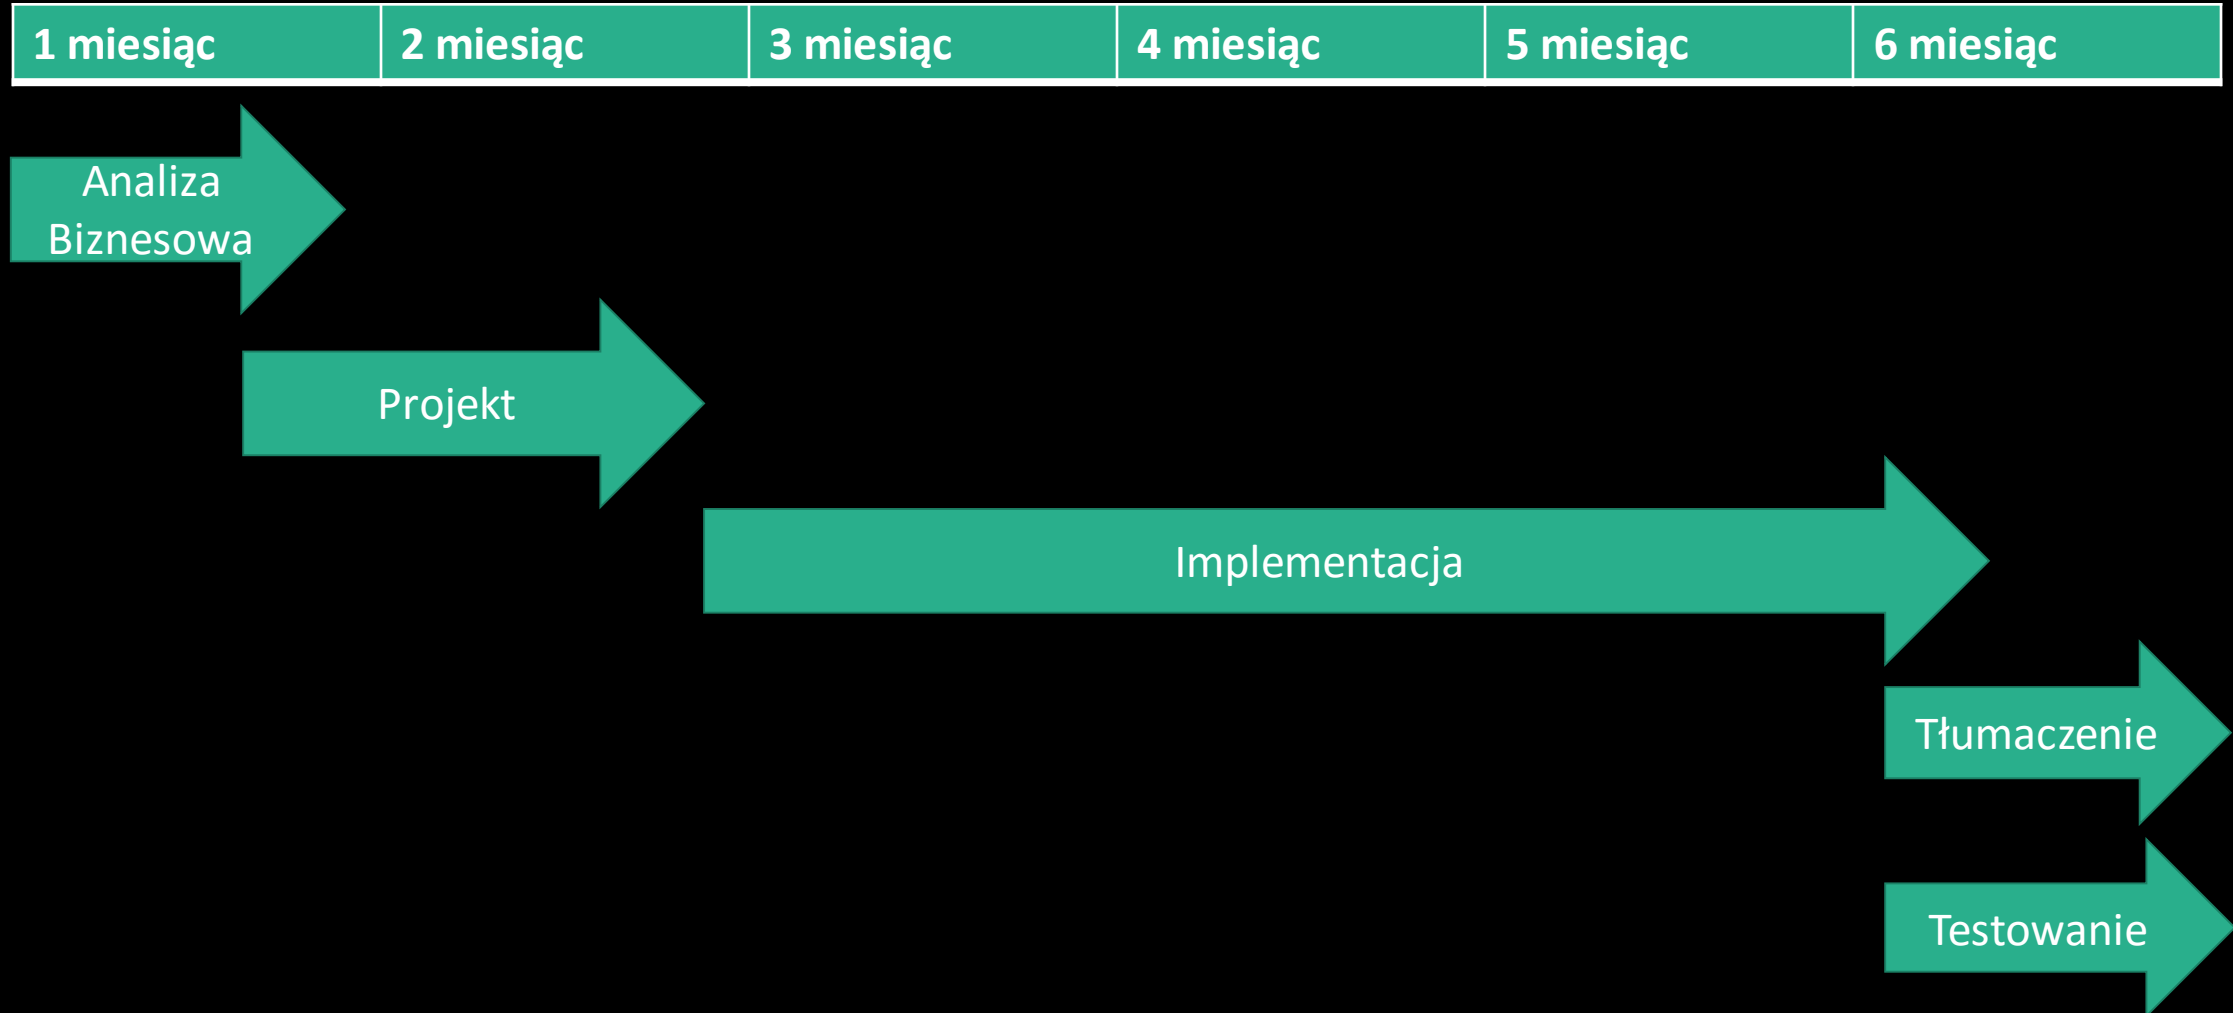 1 miesiąc 2 miesiąc 3 miesiąc 4 miesiąc 5 miesiąc 6 miesiąc
Analiza
Biznesowa
Projekt
Implementacja
Tłumaczenie
Testowanie